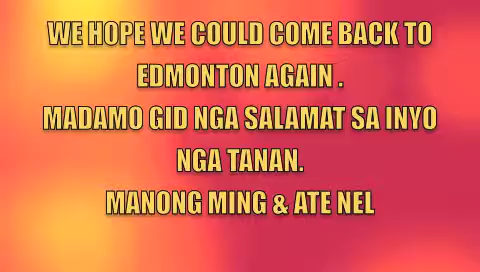 WE HOPE WE COULD COME BACK TO
EDMONTON AGAIN .
MADAMO GID NGA SALAMAT SA INYO
NGA TANAN.
MANONG MING & ATE NEL